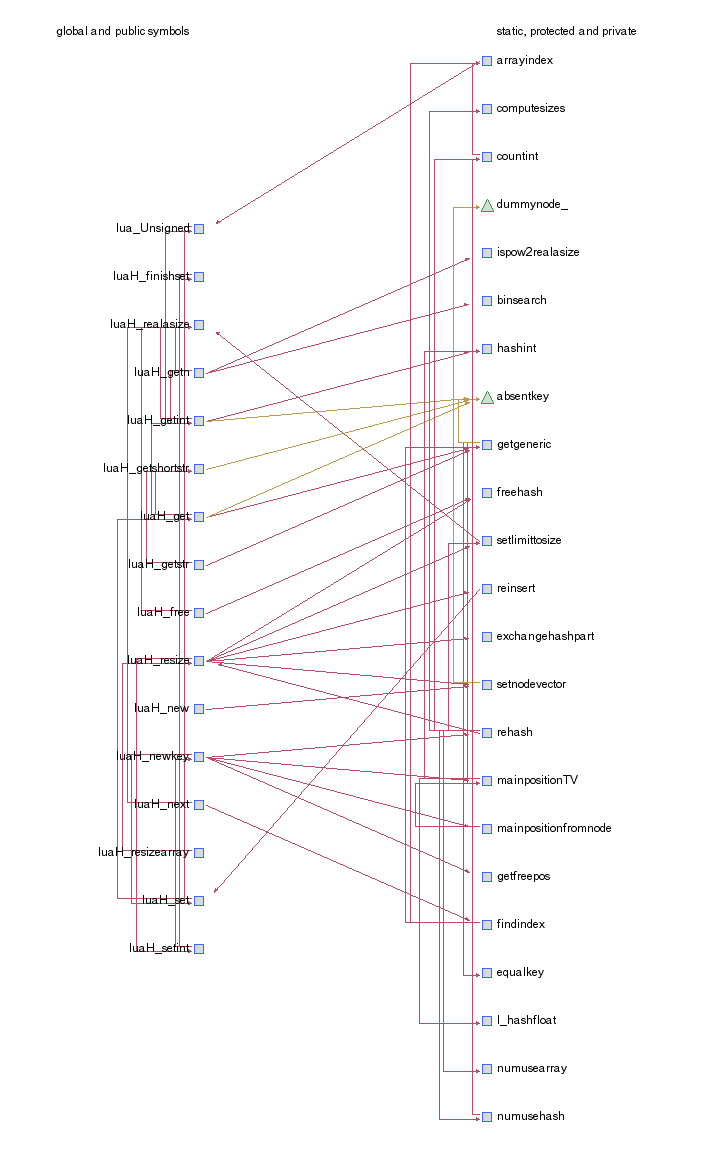 global and public symbols
static, protected and private
arrayindex
computesizes
countint
dummynode_
lua_Unsigned
ispow2realasize
luaH_finishset
binsearch
luaH_realasize
hashint
luaH_getn
absentkey
luaH_getint
getgeneric
luaH_getshortstr
freehash
luaH_get
setlimittosize
luaH_getstr
reinsert
luaH_free
exchangehashpart
luaH_resize
setnodevector
luaH_new
rehash
luaH_newkey
mainpositionTV
luaH_next
mainpositionfromnode
luaH_resizearray
getfreepos
luaH_set
findindex
luaH_setint
equalkey
l_hashfloat
numusearray
numusehash